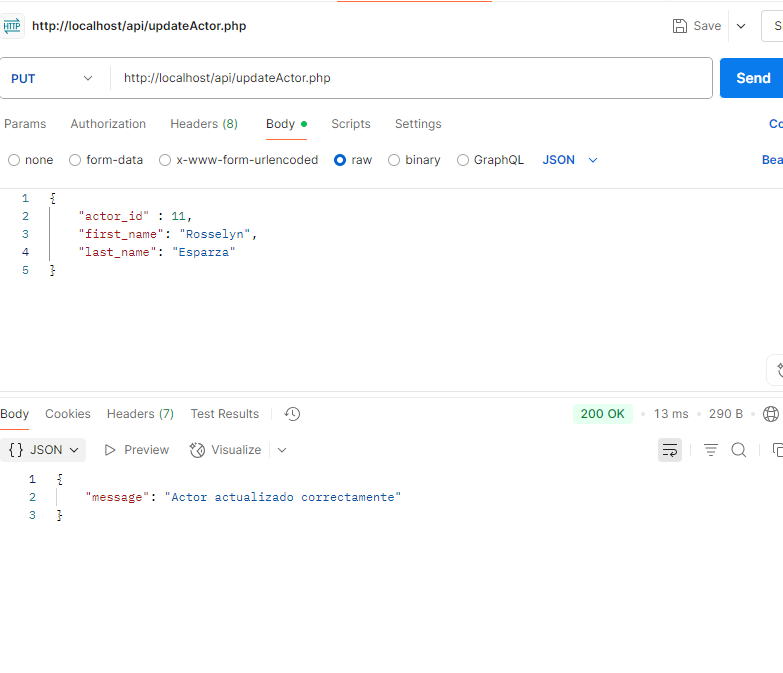 HTTP http://localhost/api/updateActor.php Save S
PUT http://localhost/api/updateActor.php Send
Params Authorization Headers (8) Body Scripts Settings Co
none form-data x-www-form-urlencoded raw binary GraphQL JSON Bea
1 {
2 "actor_id" : 11,
3 "first_name": "Rosselyn",
4 "last_name": "Esparza"
5 }
Body Cookies Headers (7) Test Results 200 OK 13 ms 290 B
{} JSON Preview Visualize
1 {
2 "message": "Actor actualizado correctamente"
3 }